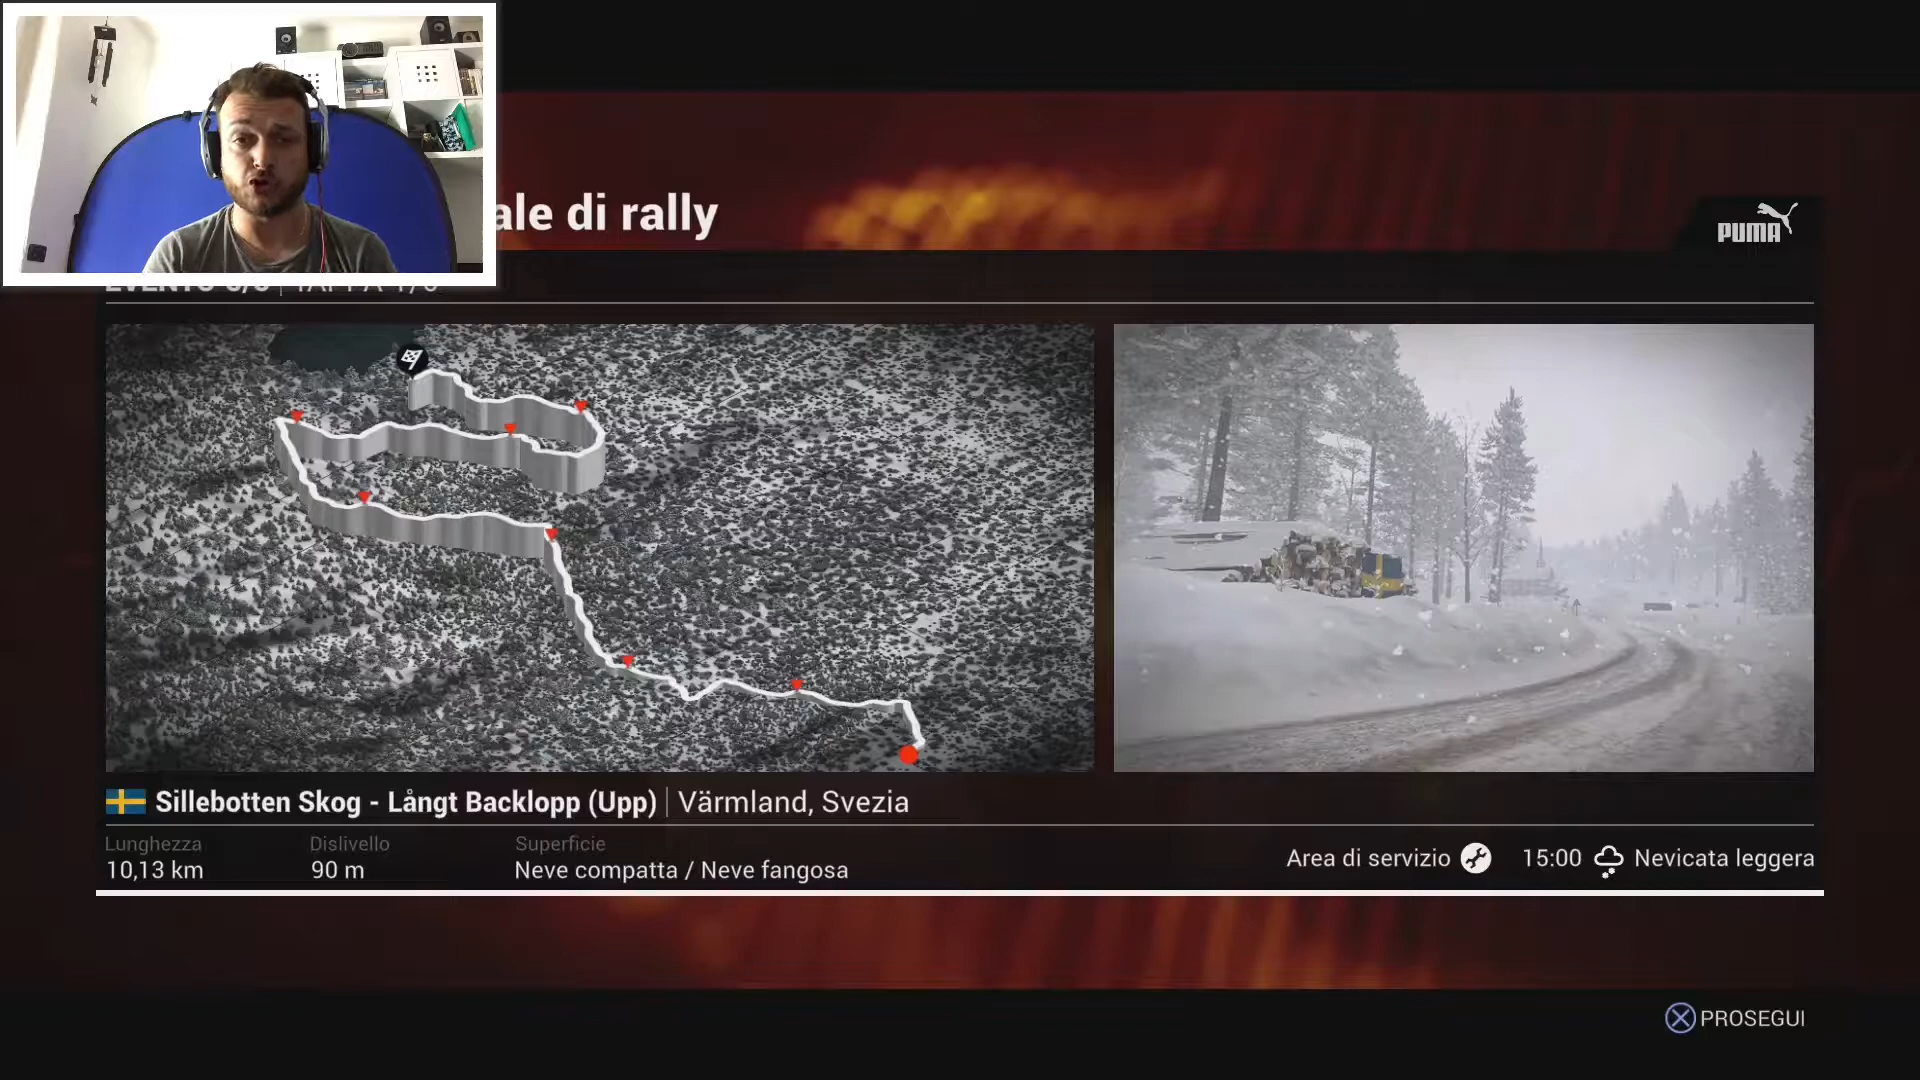 ale di rally
PUMA
Sillebotten Skog - Långt Backlopp (Upp) | Värmland, Svezia
Lunghezza
Dislivello
Superficie
10,13 km
90 m
Neve compatta / Neve fangosa
Area di servizio
15:00
Nevicata leggera
PROSEGUI